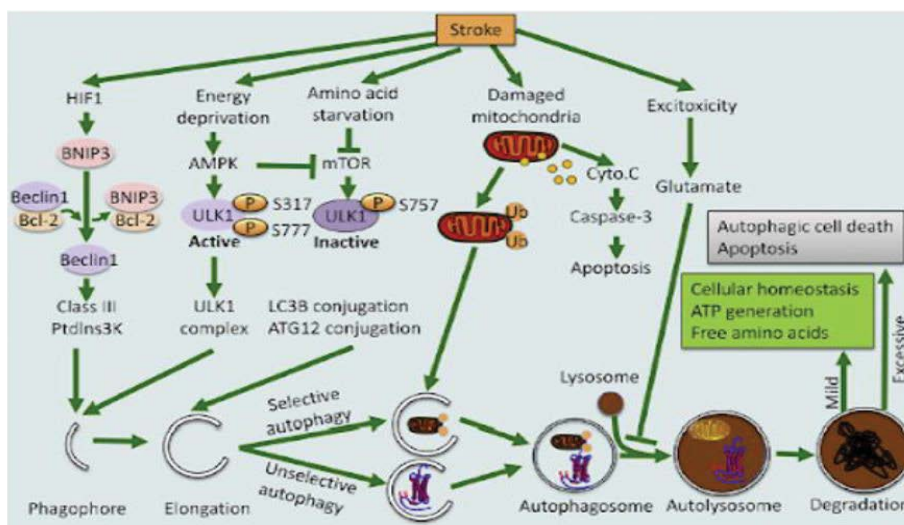 Stroke
HIF1
Energy
deprivation
Amino acid
starvation
Damaged
mitochondria
Excitoxicity
BNIP3
AMPK
mTOR
Cyto.C
Glutamate
Beclin1
Bcl-2
BNIP3
Bcl-2
ULK1
P
S317
P
S777
Active
ULK1
P
S757
Inactive
Ub
Ub
Caspase-3
Apoptosis
Autophagic cell death
Apoptosis
Beclin1
Cellular homeostasis
ATP generation
Free amino acids
Class III
PtdIns3K
ULK1
complex
LC3B conjugation
ATG12 conjugation
Lysosome
Mild
Excessive
Selective
autophagy
Unselective
autophagy
Phagophore
Elongation
Autophagosome
Autolysosome
Degradation